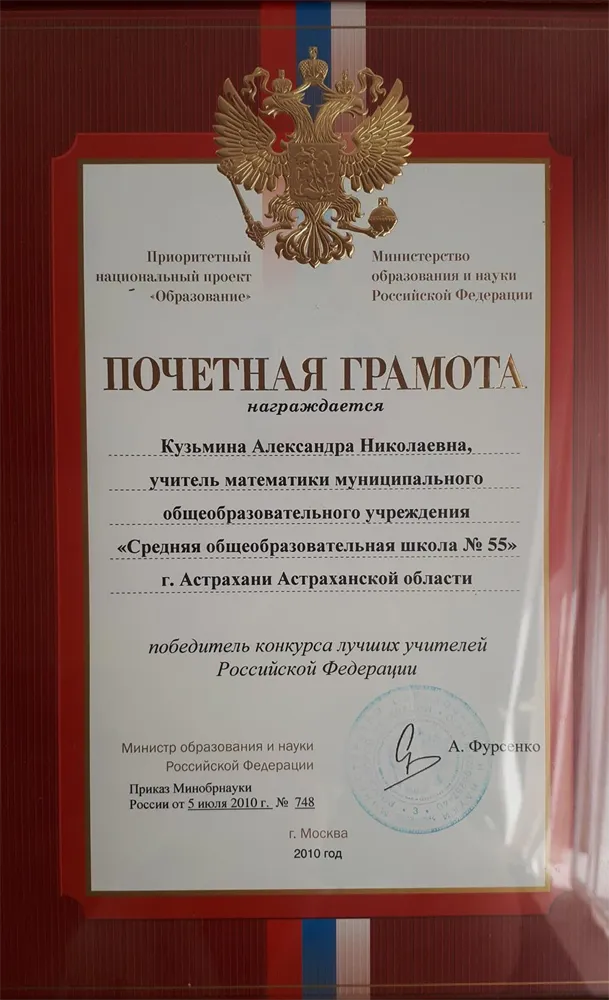 Приоритетный
национальный проект
«Образование»
Министерство
образования и науки
Российской Федерации
ПОЧЕТНАЯ ГРАМОТА
награждается
Кузьмина Александра Николаевна,
учитель математики муниципального
общеобразовательного учреждения
«Средняя общеобразовательная школа № 55»
г. Астрахани Астраханской области
победитель конкурса лучших учителей
Российской Федерации
Министр образования и науки
Российской Федерации
А. Фурсенко
Приказ Минобрнауки
России от 5 июля 2010 г. № 748
г. Москва
2010 год